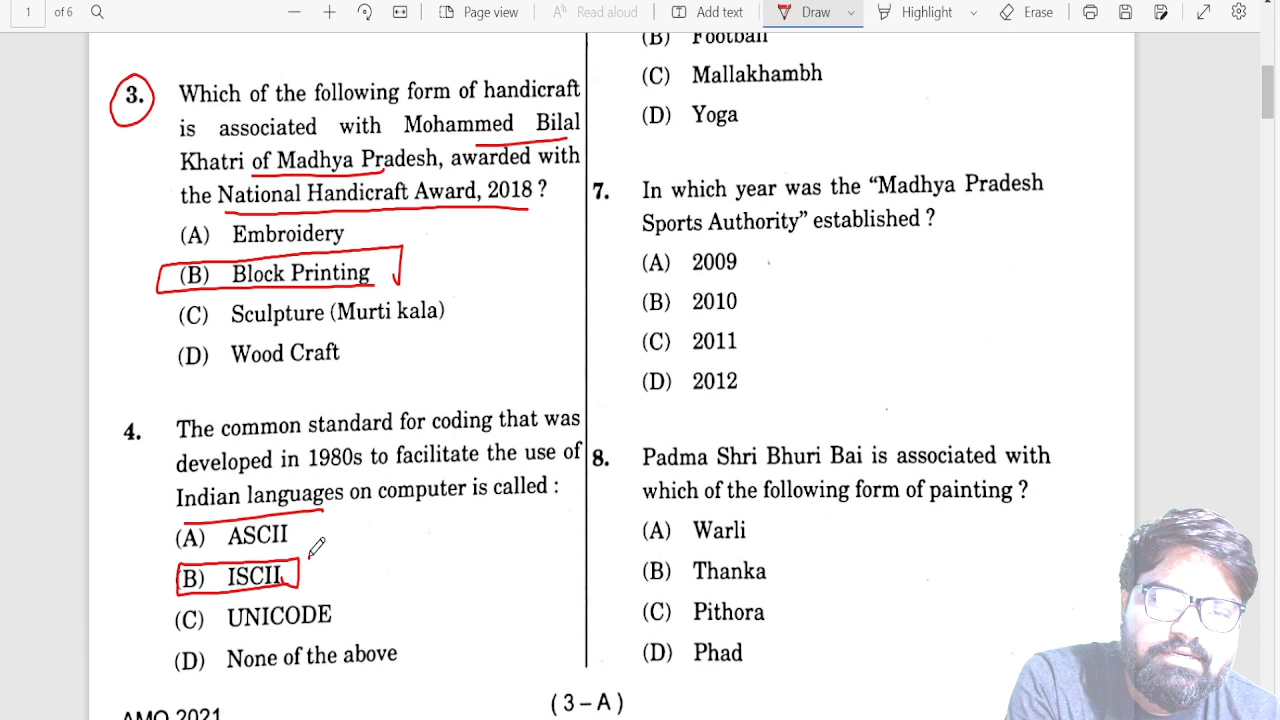 1 of 6 Page view Read aloud Add text Draw Highlight Erase
3. Which of the following form of handicraft
is associated with Mohammed Bilal
Khatri of Madhya Pradesh, awarded with
the National Handicraft Award, 2018 ?
(A) Embroidery
(B) Block Printing
(C) Sculpture (Murti kala)
(D) Wood Craft
4. The common standard for coding that was
developed in 1980s to facilitate the use of
Indian languages on computer is called :
(A) ASCII
(B) ISCII
(C) UNICODE
(D) None of the above
(B) Football
(C) Mallakhambh
(D) Yoga
7. In which year was the “Madhya Pradesh
Sports Authority” established ?
(A) 2009
(B) 2010
(C) 2011
(D) 2012
8. Padma Shri Bhuri Bai is associated with
which of the following form of painting ?
(A) Warli
(B) Thanka
(C) Pithora
(D) Phad
AMO 2021
( 3 – A )